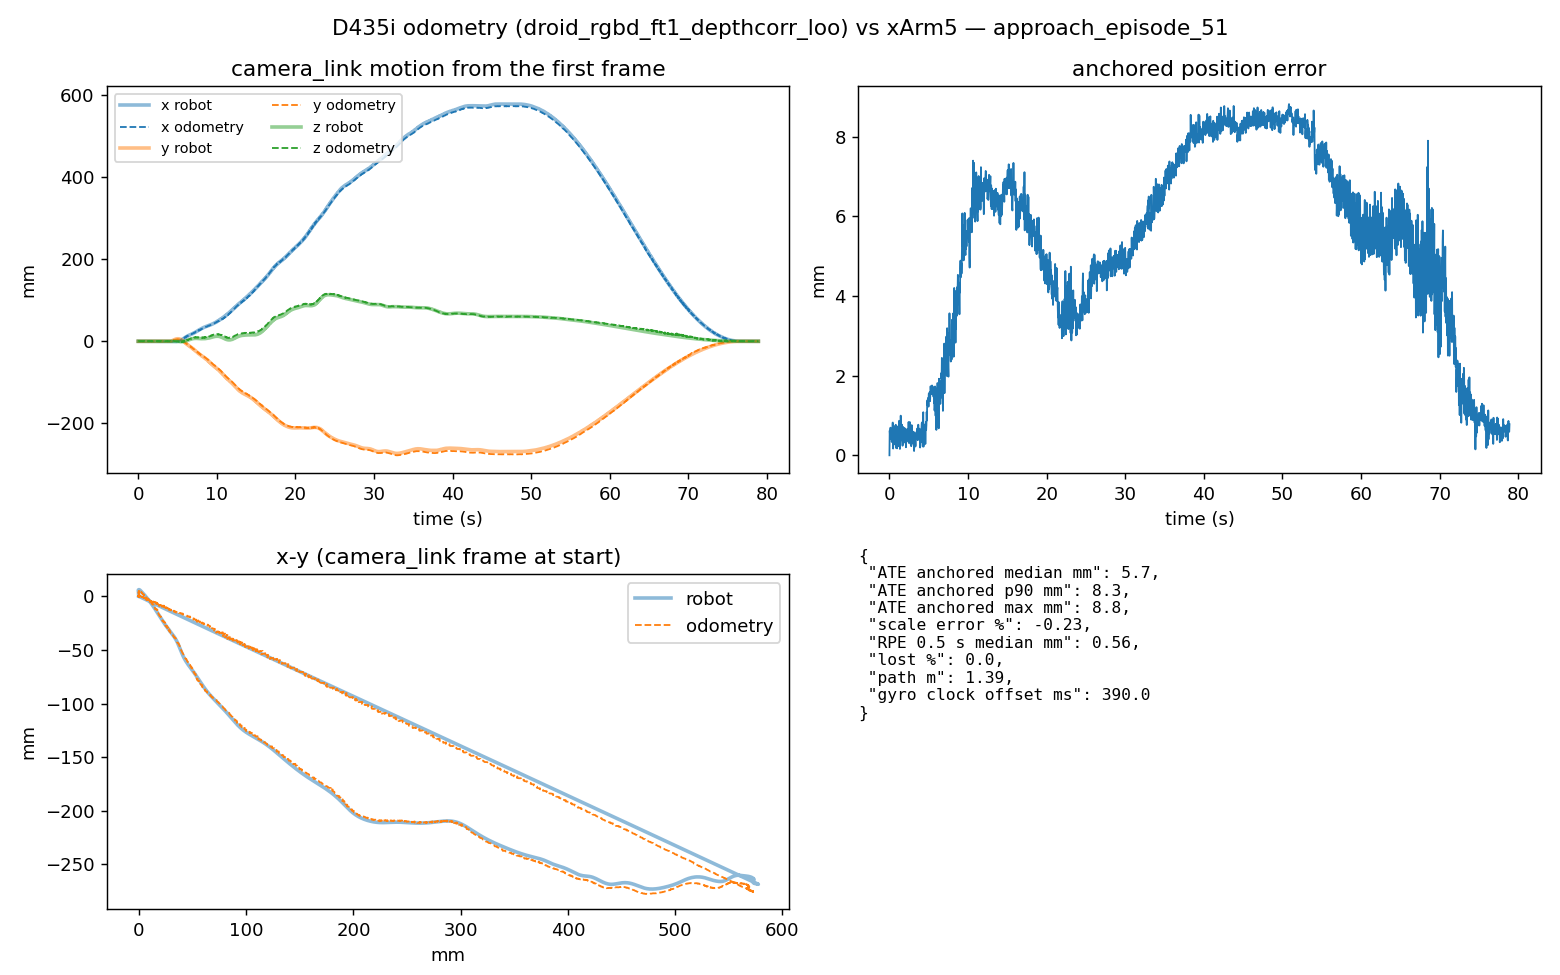 D435i odometry (droid_rgbd_ft1_depthcorr_loo) vs xArm5 — approach_episode_51
camera_link motion from the first frame
x robot
x odometry
y robot
y odometry
z robot
z odometry
600
400
200
0
−200
mm
0 10 20 30 40 50 60 70 80
time (s)
anchored position error
8
6
4
2
0
mm
0 10 20 30 40 50 60 70 80
time (s)
x-y (camera_link frame at start)
robot
odometry
0
−50
−100
−150
−200
−250
mm
0 100 200 300 400 500 600
mm
{
"ATE anchored median mm": 5.7,
"ATE anchored p90 mm": 8.3,
"ATE anchored max mm": 8.8,
"scale error %": -0.23,
"RPE 0.5 s median mm": 0.56,
"lost %": 0.0,
"path m": 1.39,
"gyro clock offset ms": 390.0
}